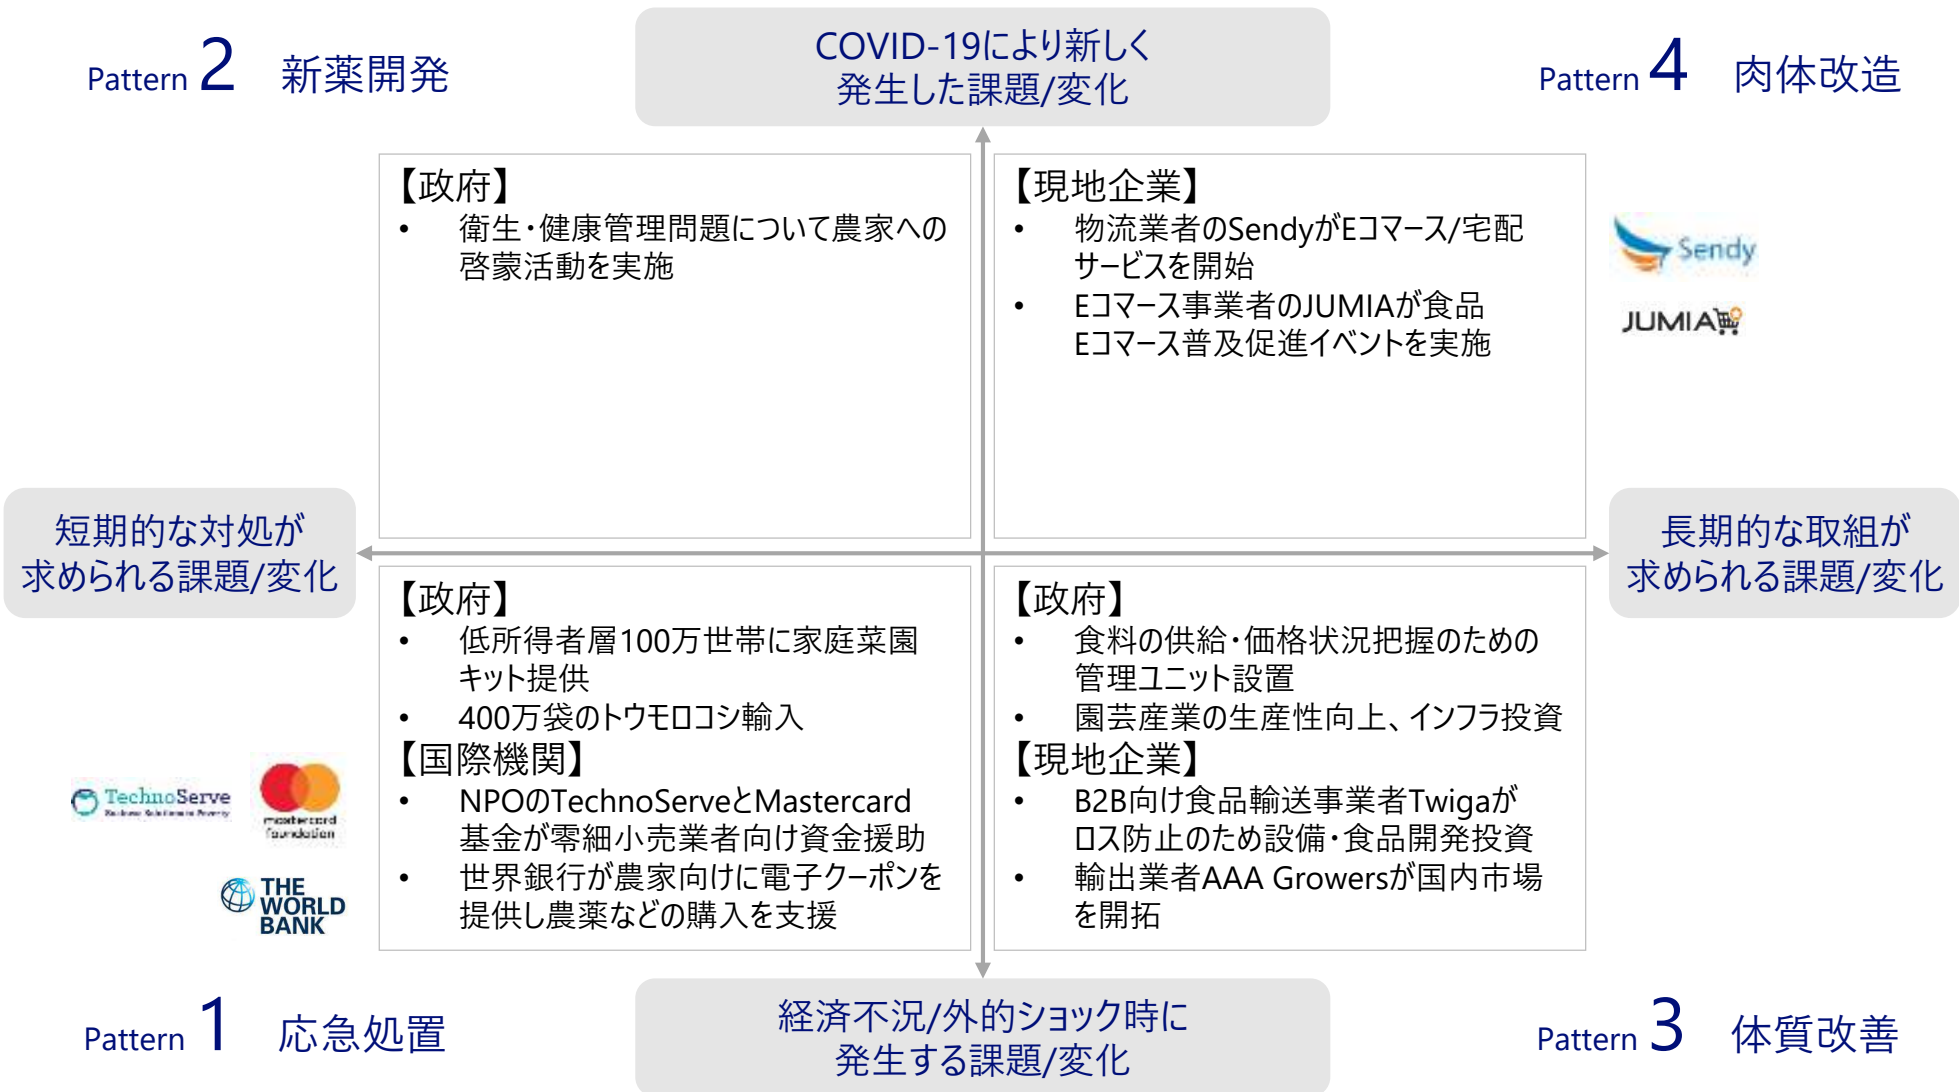 Pattern 2 新薬開発
COVID-19により新しく
発生した課題/変化
Pattern 4 肉体改造
【政府】
• 衛生・健康管理問題について農家への
啓蒙活動を実施
【現地企業】
• 物流業者のSendyがEコマース/宅配
サービスを開始
• Eコマース事業者のJUMIAが食品
Eコマース普及促進イベントを実施
Sendy
JUMIA
短期的な対処が
求められる課題/変化
長期的な取組が
求められる課題/変化
【政府】
• 低所得者層100万世帯に家庭菜園
キット提供
• 400万袋のトウモロコシ輸入
【国際機関】
• NPOのTechnoServeとMastercard
基金が零細小売業者向け資金援助
• 世界銀行が農家向けに電子クーポンを
提供し農薬などの購入を支援
TechnoServe
Business Solutions to Poverty
mastercard
foundation
THE
WORLD
BANK
【政府】
• 食料の供給・価格状況把握のための
管理ユニット設置
• 園芸産業の生産性向上、インフラ投資
【現地企業】
• B2B向け食品輸送事業者Twigaが
ロス防止のため設備・食品開発投資
• 輸出業者AAA Growersが国内市場
を開拓
Pattern 1 応急処置
経済不況/外的ショック時に
発生する課題/変化
Pattern 3 体質改善